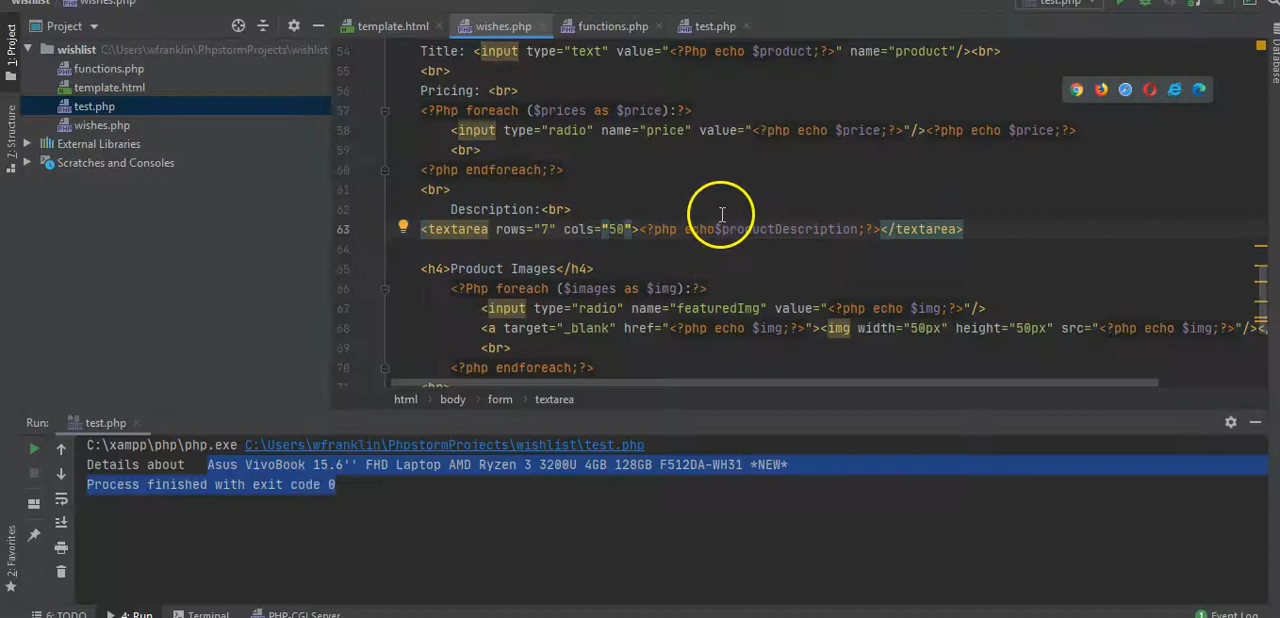 wishlist
wishes.php
test.php
Project
template.html
wishes.php
functions.php
test.php
1: Project
wishlist C:\Users\wfranklin\PhpstormProjects\wishlist
functions.php
template.html
test.php
wishes.php
External Libraries
Scratches and Consoles
Z: Structure
Database
54 Title: <input type="text" value="<?Php echo $product;?>" name="product"/><br>
55 <br>
56 Pricing: <br>
57 <?Php foreach ($prices as $price):?>
58 <input type="radio" name="price" value="<?php echo $price;?>"/><?php echo $price;?>
59 <br>
60 <?php endforeach;?>
61 <br>
62 Description:<br>
63 <textarea rows="7" cols="50"><?php echo$productDescription;?></textarea>
64
65 <h4>Product Images</h4>
66 <?Php foreach ($images as $img):?>
67 <input type="radio" name="featuredImg" value="<?php echo $img;?>"/>
68 <a target="_blank" href="<?php echo $img;?>"><img width="50px" height="50px" src="<?php echo $img;?>"/><
69 <br>
70 <?php endforeach;?>
71 <br>
html body form textarea
Run: test.php
C:\xampp\php\php.exe C:\Users\wfranklin\PhpstormProjects\wishlist\test.php
Details about Asus VivoBook 15.6'' FHD Laptop AMD Ryzen 3 3200U 4GB 128GB F512DA-WH31 *NEW*
Process finished with exit code 0
2: Favorites
6: TODO 4: Run Terminal PHP-CGI Server
1 Event Log